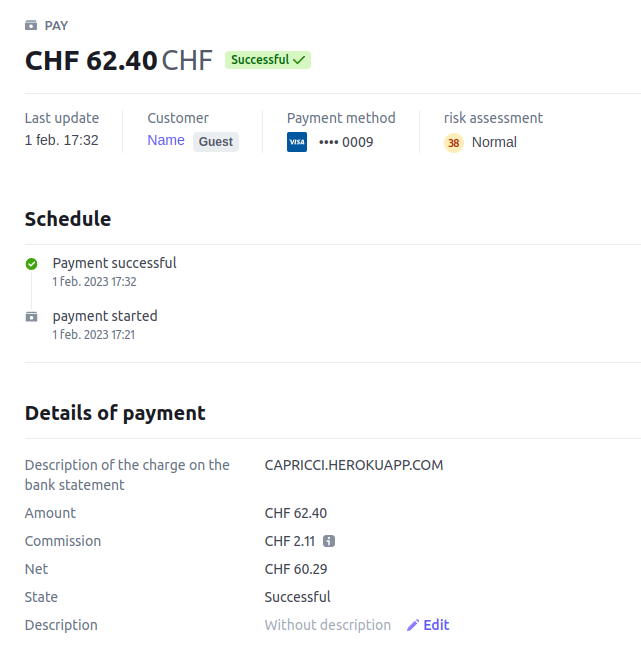 PAY
CHF 62.40 CHF Successful
Last update Customer Payment method risk assessment
1 feb. 17:32 Name Guest VISA •••• 0009 38 Normal
Schedule
Payment successful
1 feb. 2023 17:32
payment started
1 feb. 2023 17:21
Details of payment
Description of the charge on the CAPRICCI.HEROKUAPP.COM
bank statement
Amount CHF 62.40
Commission CHF 2.11
Net CHF 60.29
State Successful
Description Without description Edit